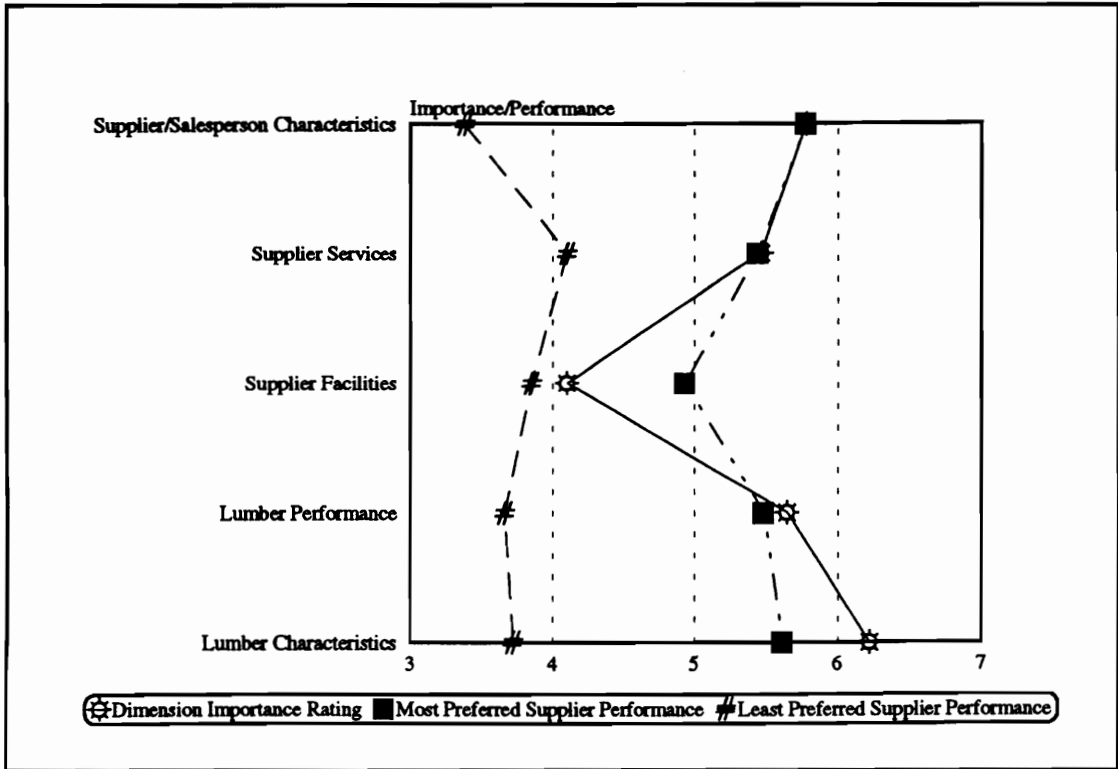 Importance/Performance
Supplier/Salesperson Characteristics
Supplier Services
Supplier Facilities
Lumber Performance
Lumber Characteristics
3 4 5 6 7
Dimension Importance Rating Most Preferred Supplier Performance # Least Preferred Supplier Performance